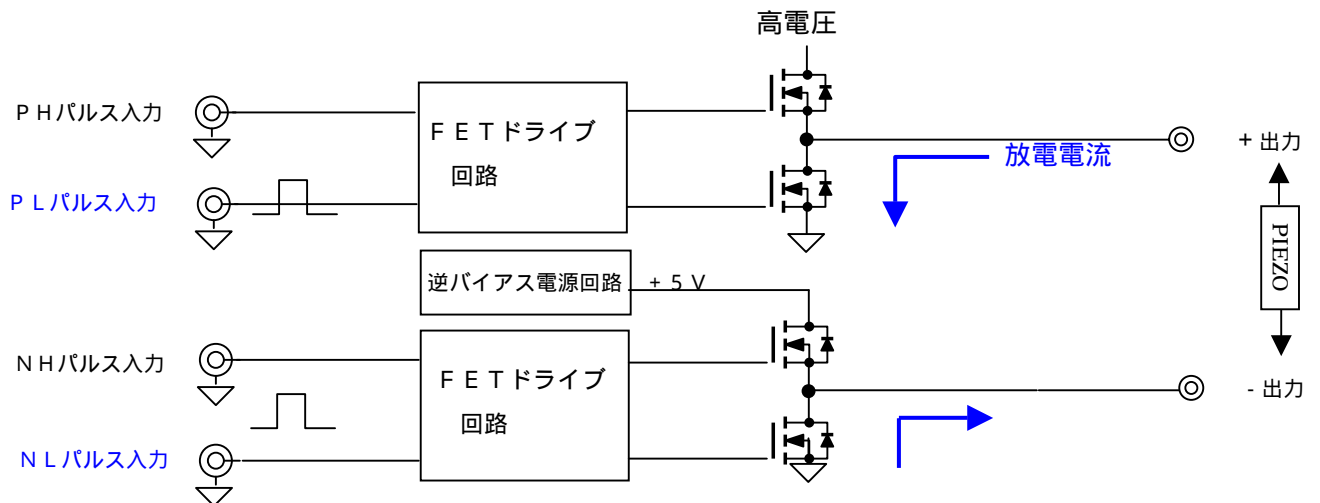 高電圧
ＰＨパルス入力
ＦＥＴドライブ
回路
+ 出力
放電電流
ＰＬパルス入力
PIEZO
逆バイアス電源回路
+ ５Ｖ
ＮＨパルス入力
ＦＥＴドライブ
回路
- 出力
ＮＬパルス入力